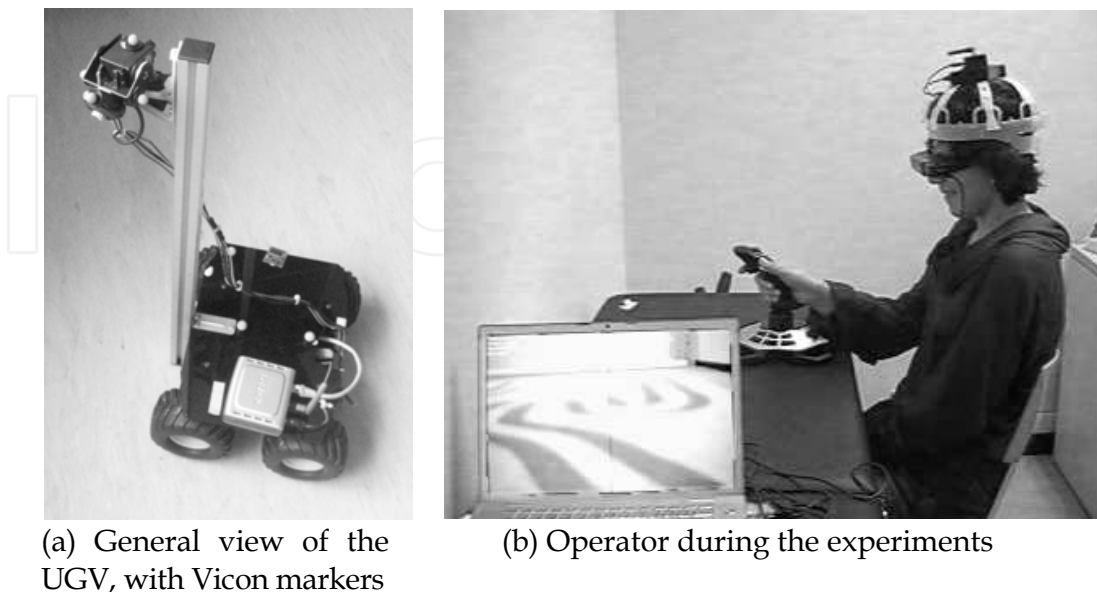 (a) General view of the
UGV, with Vicon markers
(b) Operator during the experiments